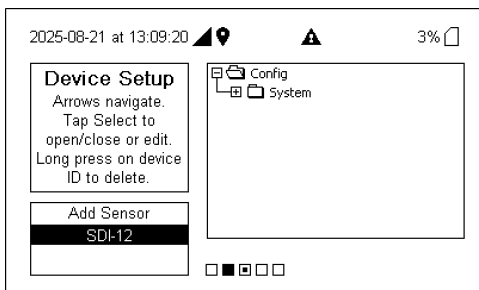 2025-08-21 at 13:09:20
3%
Device Setup
Arrows navigate.
Tap Select to
open/close or edit.
Long press on device
ID to delete.
Config
System
Add Sensor
SDI-12